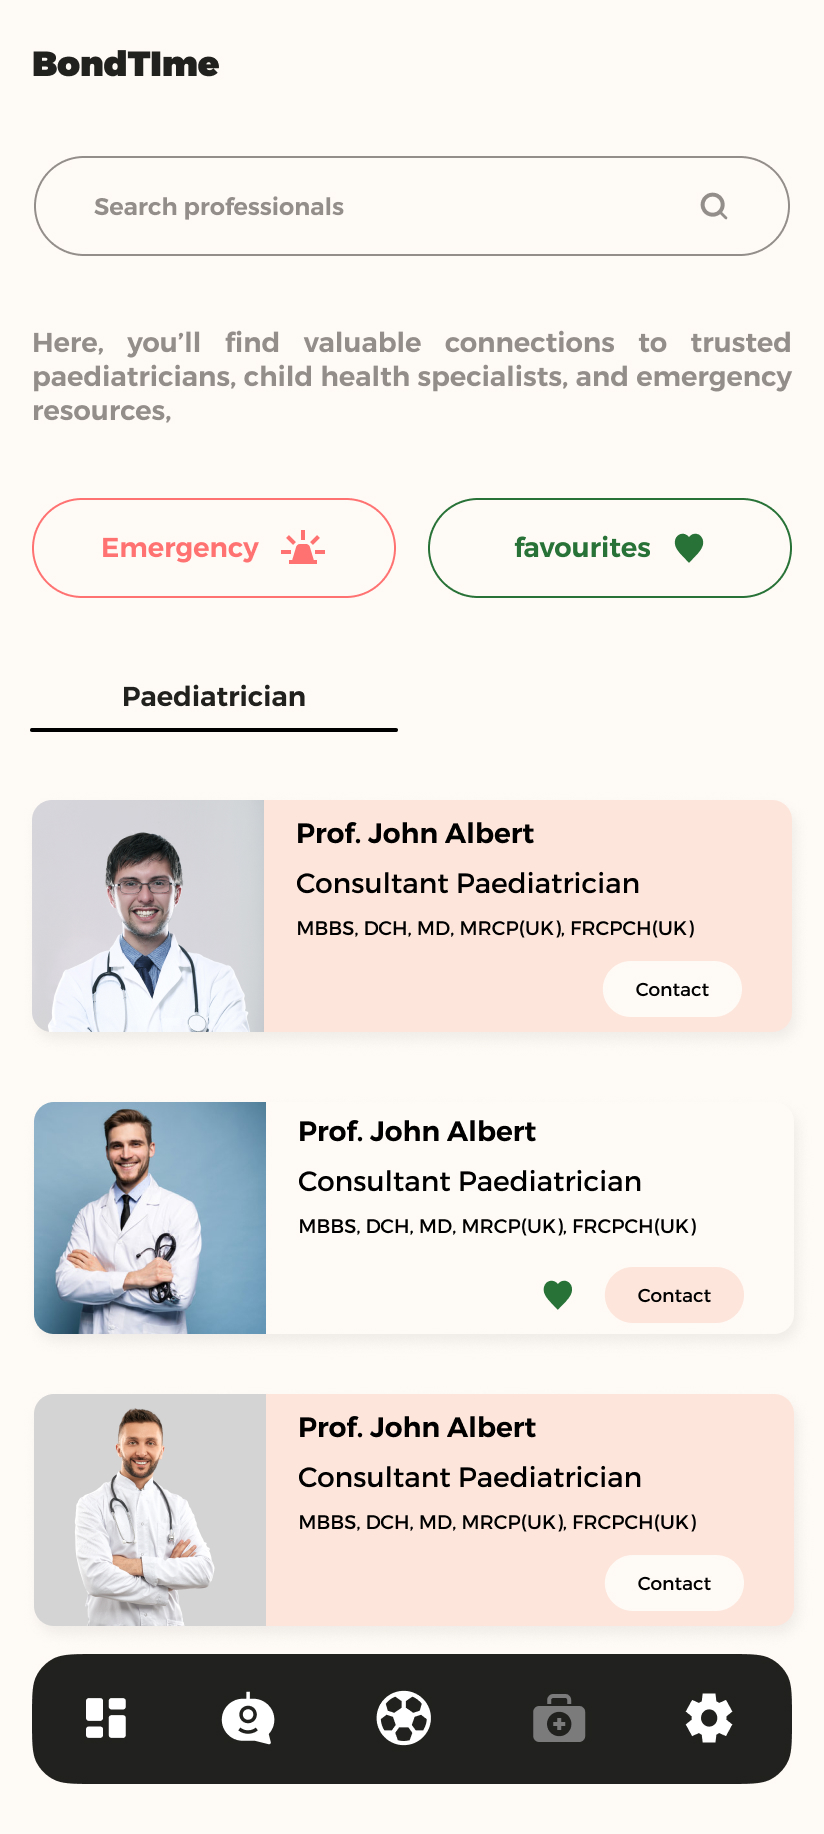 BondTIme
Search professionals
Here, you’ll find valuable connections to trusted
paediatricians, child health specialists, and emergency
resources,
Emergency
favourites
Paediatrician
Prof. John Albert
Consultant Paediatrician
MBBS, DCH, MD, MRCP(UK), FRCPCH(UK)
Contact
Prof. John Albert
Consultant Paediatrician
MBBS, DCH, MD, MRCP(UK), FRCPCH(UK)
Contact
Prof. John Albert
Consultant Paediatrician
MBBS, DCH, MD, MRCP(UK), FRCPCH(UK)
Contact